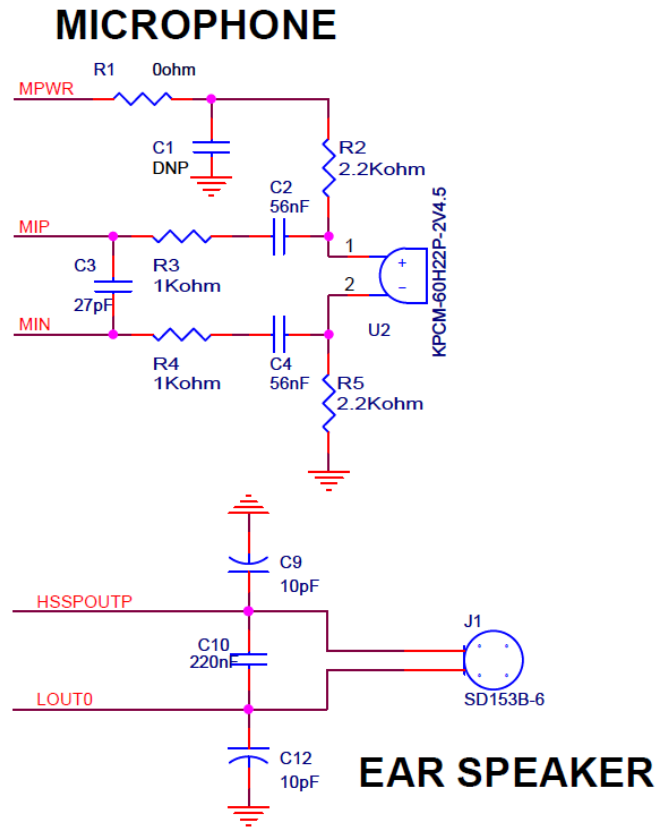 MICROPHONE
R1 0ohm
MPWR
C1
DNP
R2
2.2Kohm
C2
56nF
MIP
R3
1Kohm
C3
27pF
1
+
2
−
U2
KPCM-60H22P-2V4.5
MIN
R4
1Kohm
C4
56nF
R5
2.2Kohm
C9
10pF
HSSPOUTP
C10
220nF
J1
SD153B-6
LOUT0
C12
10pF
EAR SPEAKER